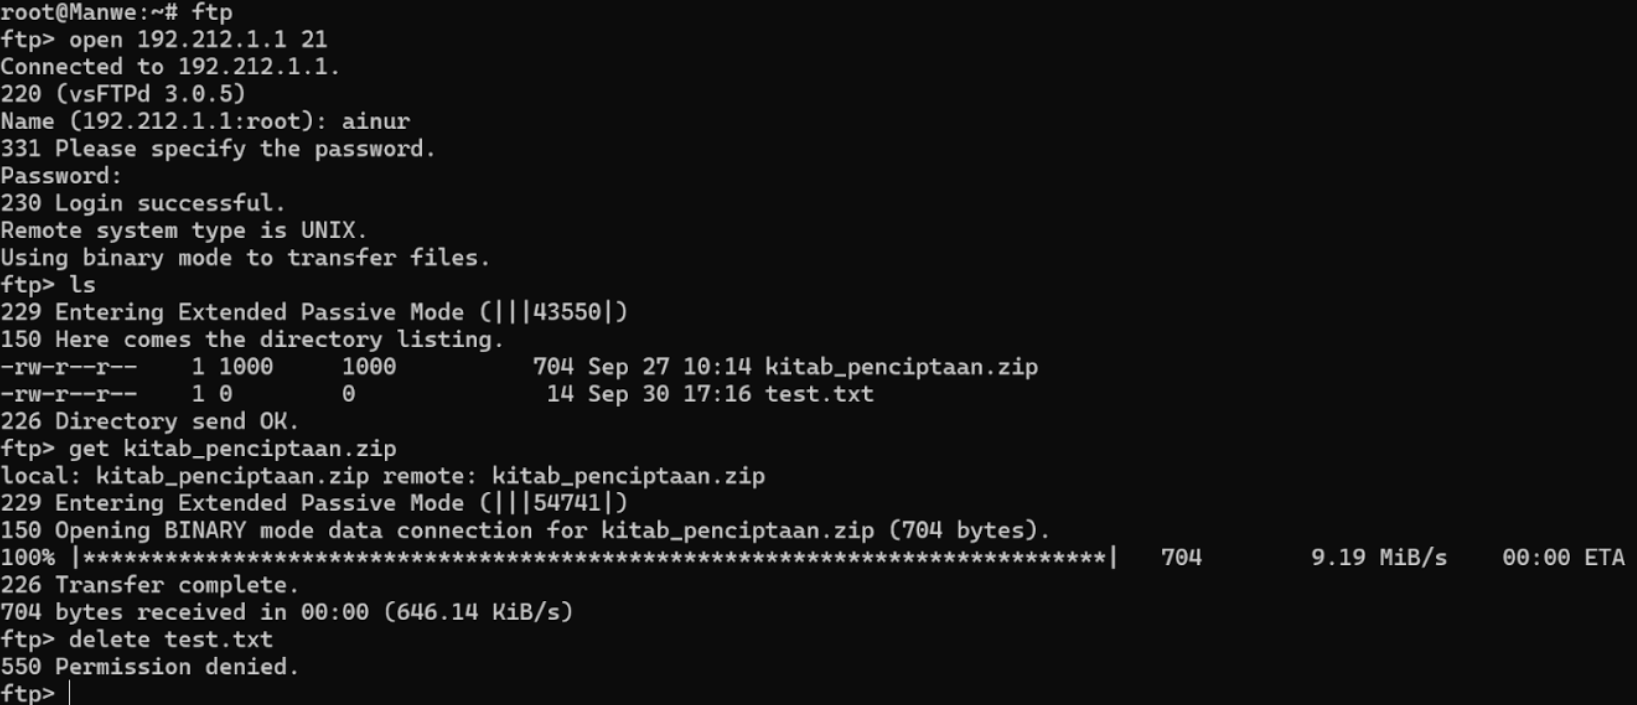 root@Manwe:~# ftp
ftp> open 192.212.1.1 21
Connected to 192.212.1.1.
220 (vsFTPd 3.0.5)
Name (192.212.1.1:root): ainur
331 Please specify the password.
Password:
230 Login successful.
Remote system type is UNIX.
Using binary mode to transfer files.
ftp> ls
229 Entering Extended Passive Mode (|||43550|)
150 Here comes the directory listing.
-rw-r--r--    1 1000     1000          704 Sep 27 10:14 kitab_penciptaan.zip
-rw-r--r--    1 0        0              14 Sep 30 17:16 test.txt
226 Directory send OK.
ftp> get kitab_penciptaan.zip
local: kitab_penciptaan.zip remote: kitab_penciptaan.zip
229 Entering Extended Passive Mode (|||54741|)
150 Opening BINARY mode data connection for kitab_penciptaan.zip (704 bytes).
100% |***************************************************************************|   704        9.19 MiB/s    00:00 ETA
226 Transfer complete.
704 bytes received in 00:00 (646.14 KiB/s)
ftp> delete test.txt
550 Permission denied.
ftp>